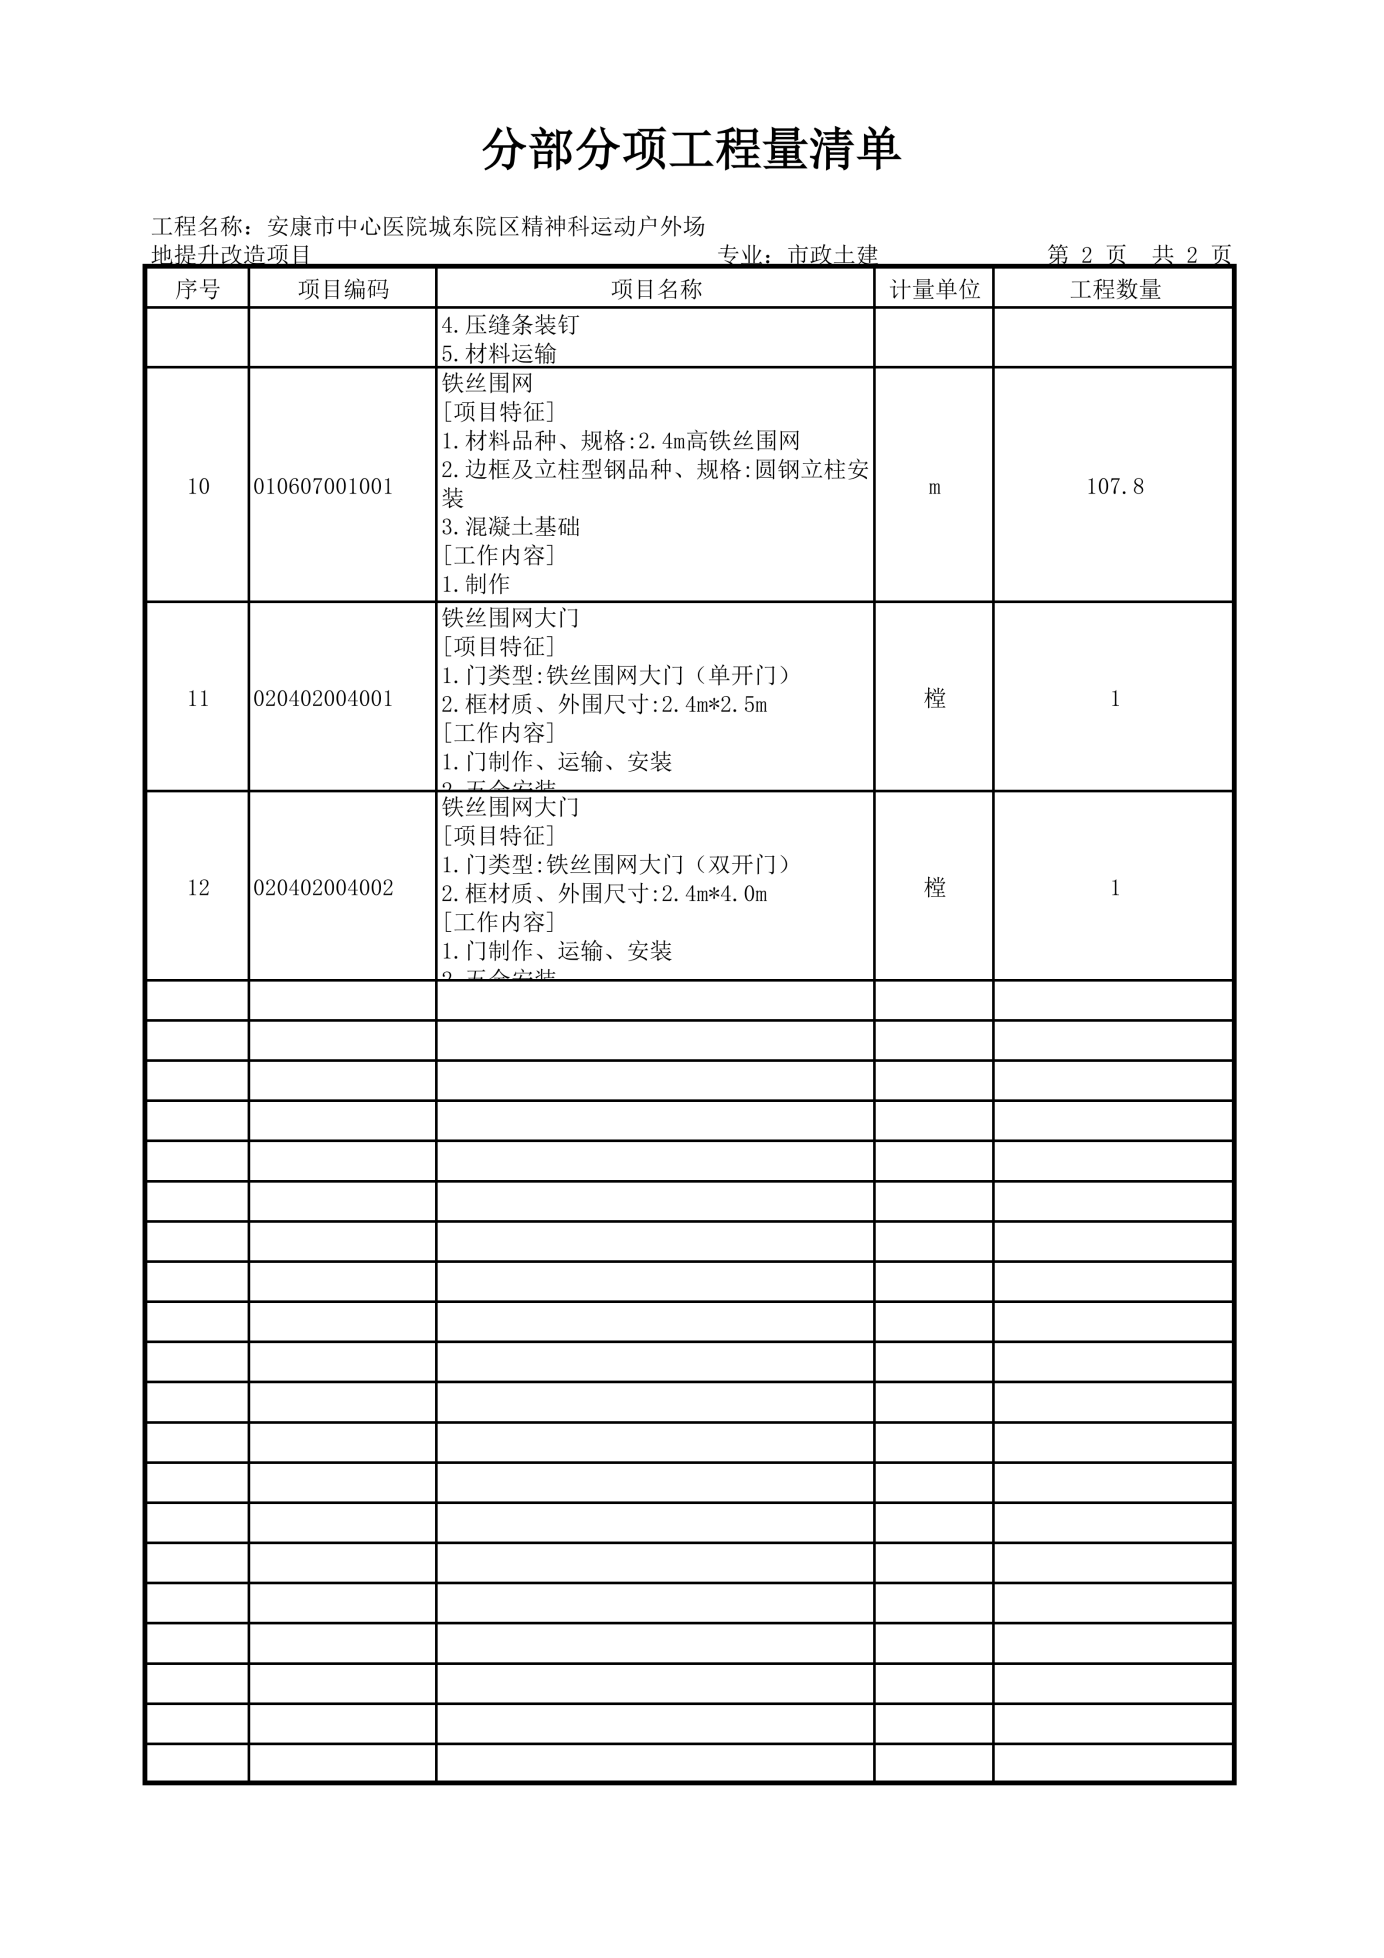 分部分项工程量清单
工程名称：安康市中心医院城东院区精神科运动户外场
地提升改造项目 专业：市政土建 第 2 页 共 2 页
序号 项目编码 项目名称 计量单位 工程数量
4.压缝条装钉
5.材料运输
铁丝围网
[项目特征]
1.材料品种、规格:2.4m高铁丝围网
2.边框及立柱型钢品种、规格:圆钢立柱安
10 010607001001 装 m 107.8
3.混凝土基础
[工作内容]
1.制作
铁丝围网大门
[项目特征]
1.门类型:铁丝围网大门（单开门）
11 020402004001 2.框材质、外围尺寸:2.4m*2.5m 樘 1
[工作内容]
1.门制作、运输、安装
2.五金安装
铁丝围网大门
[项目特征]
1.门类型:铁丝围网大门（双开门）
12 020402004002 2.框材质、外围尺寸:2.4m*4.0m 樘 1
[工作内容]
1.门制作、运输、安装
2.五金安装